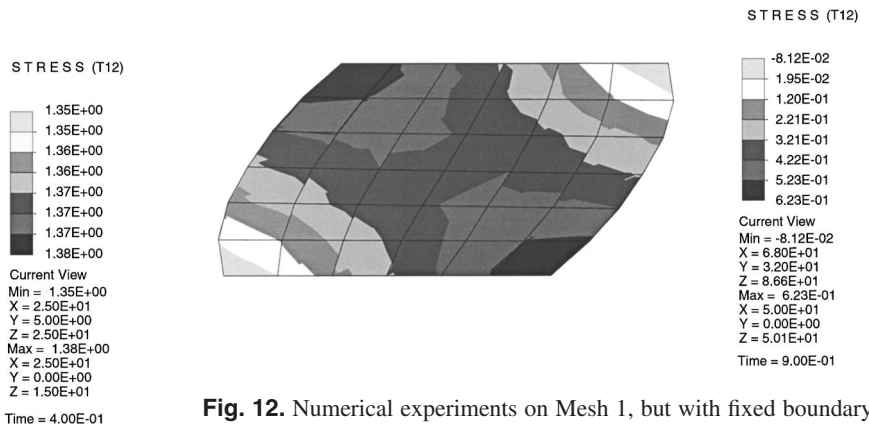 STRESS (T12)
1.35E+00
1.35E+00
1.36E+00
1.36E+00
1.37E+00
1.37E+00
1.37E+00
1.38E+00
Current View
Min = 1.35E+00
X = 2.50E+01
Y = 5.00E+00
Z = 2.50E+01
Max = 1.38E+00
X = 2.50E+01
Y = 0.00E+00
Z = 1.50E+01
Time = 4.00E-01
STRESS (T12)
-8.12E-02
1.95E-02
1.20E-01
2.21E-01
3.21E-01
4.22E-01
5.23E-01
6.23E-01
Current View
Min = -8.12E-02
X = 6.80E+01
Y = 3.20E+01
Z = 8.66E+01
Max = 6.23E-01
X = 5.00E+01
Y = 0.00E+00
Z = 5.01E+01
Time = 9.00E-01
Fig. 12. Numerical experiments on Mesh 1, but with fixed boundary